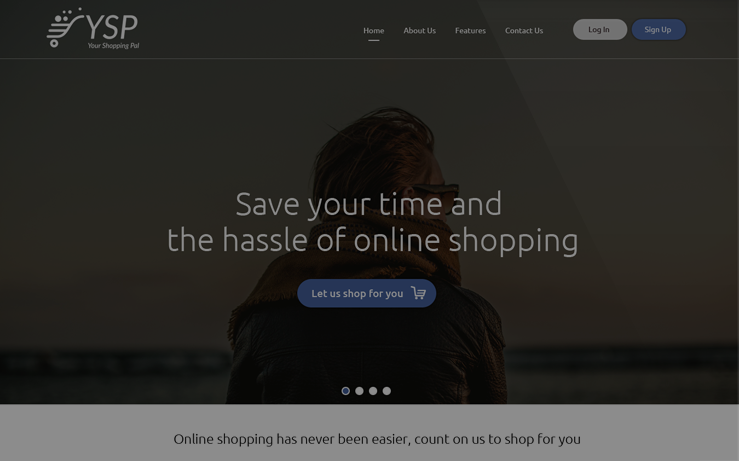 YSP
Your Shopping Pal
Home
About Us
Features
Contact Us
Log In
Sign Up
Save your time and
the hassle of online shopping
Let us shop for you
Online shopping has never been easier, count on us to shop for you